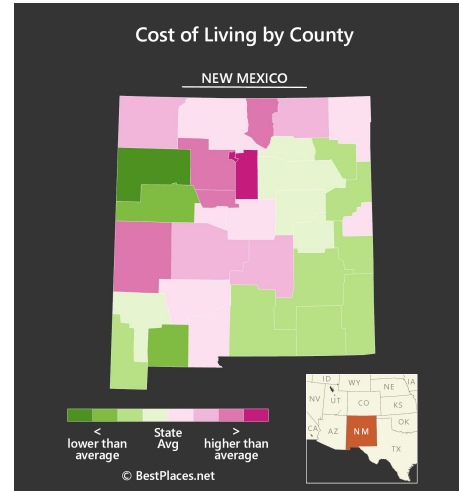 Cost of Living by County
NEW MEXICO
<
lower than
average
State
Avg
>
higher than
average
© BestPlaces.net
ID
WY
IA
NE
NV
UT
CO
KS
CA
AZ
NM
OK
TX